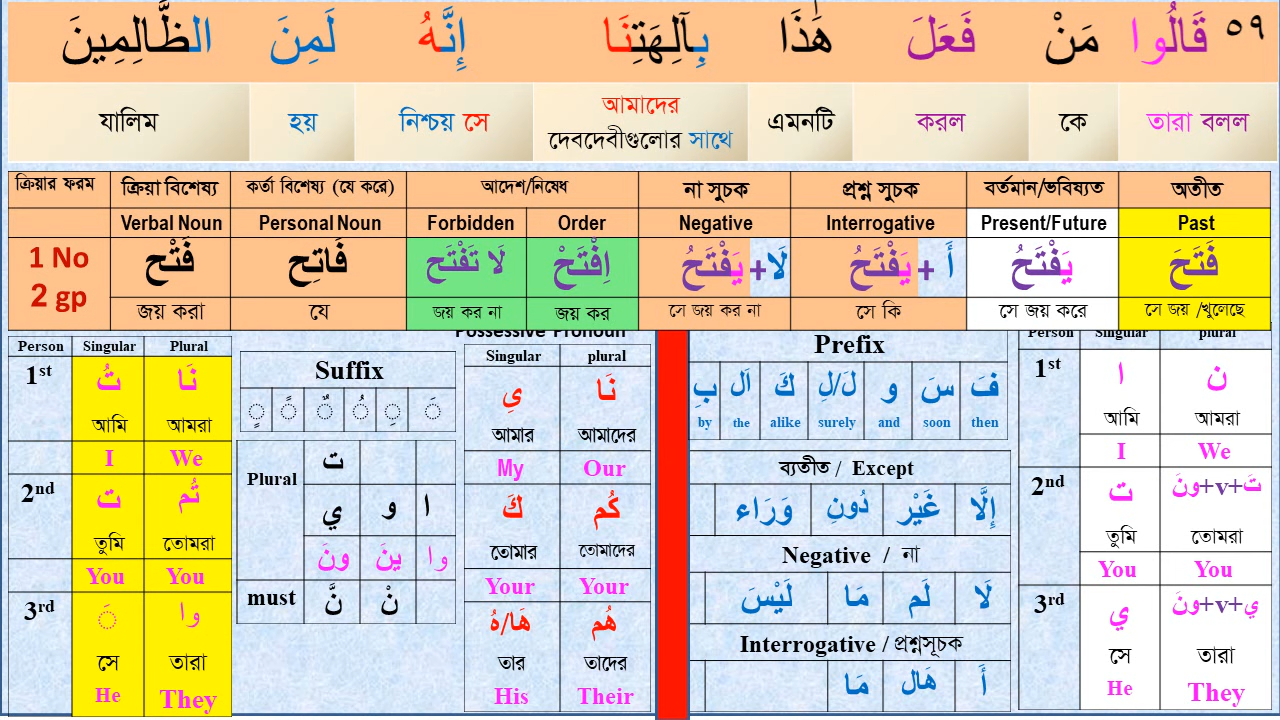 ٥٩ قَالُوا مَنْ فَعَلَ هَٰذَا بِآلِهَتِنَا إِنَّهُ لَمِنَ الظَّالِمِينَ
যালিম হয় নিশ্চয় সে আমাদের দেবদেবীগুলোর সাথে এমনটি করল কে তারা বলল
ক্রিয়ার ফরম ক্রিয়া বিশেষ্য কর্তা বিশেষ্য (যে করে) আদেশ/নিষেধ না সুচক প্রশ্ন সুচক বর্তমান/ভবিষ্যত অতীত
Verbal Noun Personal Noun Forbidden Order Negative Interrogative Present/Future Past
1 No
2 gp
فَتْح فَاتِح لَا تَفْتَح اِفْتَحْ لَا+يَفْتَحُ أَ + يَفْتَحُ يَفْتَحُ فَتَحَ
জয় করা যে জয় কর না জয় কর সে জয় কর না সে কি সে জয় করে সে জয় /খুলেছে
Person Singular Plural
1st تُ نَا
আমি আমরা
I We
2nd ت تُم
তুমি তোমরা
You You
3rd َ وا
সে তারা
He They
Suffix
ٍ ً ٌ ُ ِ َ
Plural ت
ي و ا
ونَ ينَ وا
must نَّ نْ
Possessive Pronoun
Singular plural
يِ نَا
আমার আমাদের
My Our
كَ كُم
তোমার তোমাদের
Your Your
هَا/هُ هُم
তার তাদের
His Their
Prefix
بِ اَل كَ لَ/لِ و سَ فَ
by the alike surely and soon then
ব্যতীত / Except
وَرَاء دُونِ غَيْر إِلَّا
Negative / না
لَيْسَ مَا لَم لَا
Interrogative / প্রশ্নসূচক
مَا هَال أَ
Person Singular plural
1st ا ن
আমি আমরা
I We
2nd ت تَ+v+ونَ
তুমি তোমরা
You You
3rd ي ي+v+ونَ
সে তারা
He They